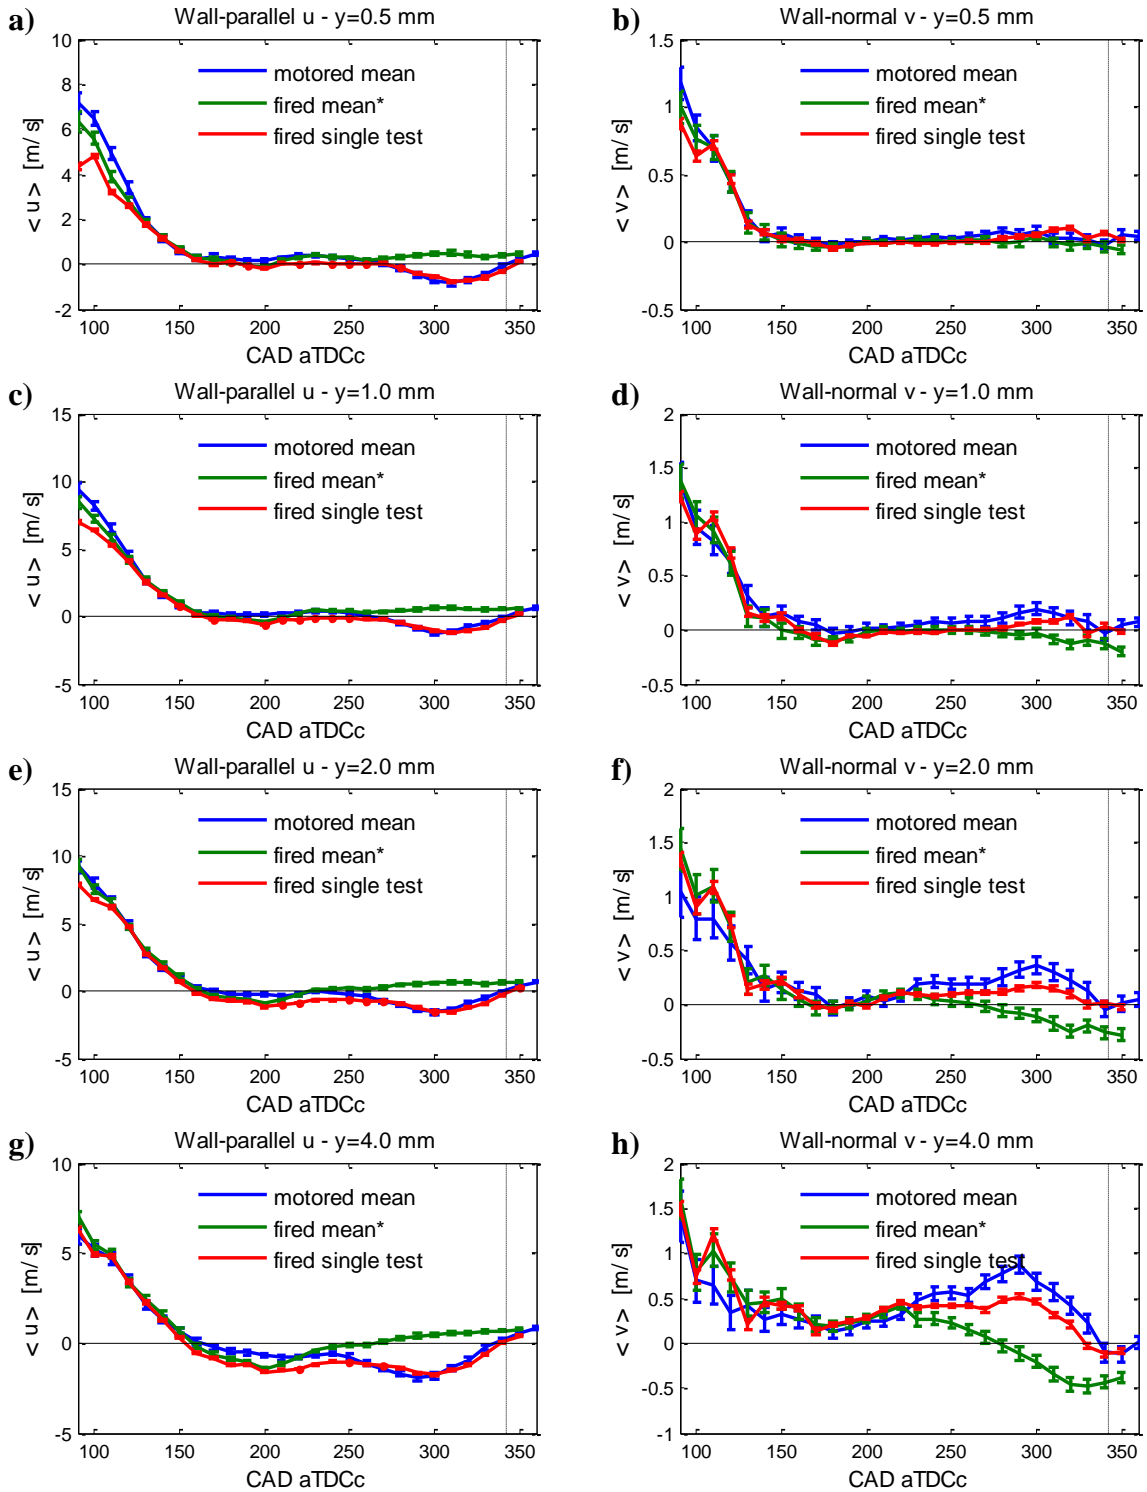 a) Wall-parallel u - y=0.5 mm
10
8
6
4
2
0
-2
< u > [m/s]
motored mean
fired mean*
fired single test
100 150 200 250 300 350
CAD aTDCc
b) Wall-normal v - y=0.5 mm
1.5
1
0.5
0
-0.5
< v > [m/s]
motored mean
fired mean*
fired single test
100 150 200 250 300 350
CAD aTDCc
c) Wall-parallel u - y=1.0 mm
15
10
5
0
-5
< u > [m/s]
motored mean
fired mean*
fired single test
100 150 200 250 300 350
CAD aTDCc
d) Wall-normal v - y=1.0 mm
2
1.5
1
0.5
0
-0.5
< v > [m/s]
motored mean
fired mean*
fired single test
100 150 200 250 300 350
CAD aTDCc
e) Wall-parallel u - y=2.0 mm
15
10
5
0
-5
< u > [m/s]
motored mean
fired mean*
fired single test
100 150 200 250 300 350
CAD aTDCc
f) Wall-normal v - y=2.0 mm
2
1.5
1
0.5
0
-0.5
< v > [m/s]
motored mean
fired mean*
fired single test
100 150 200 250 300 350
CAD aTDCc
g) Wall-parallel u - y=4.0 mm
10
5
0
-5
< u > [m/s]
motored mean
fired mean*
fired single test
100 150 200 250 300 350
CAD aTDCc
h) Wall-normal v - y=4.0 mm
2
1.5
1
0.5
0
-0.5
-1
< v > [m/s]
motored mean
fired mean*
fired single test
100 150 200 250 300 350
CAD aTDCc